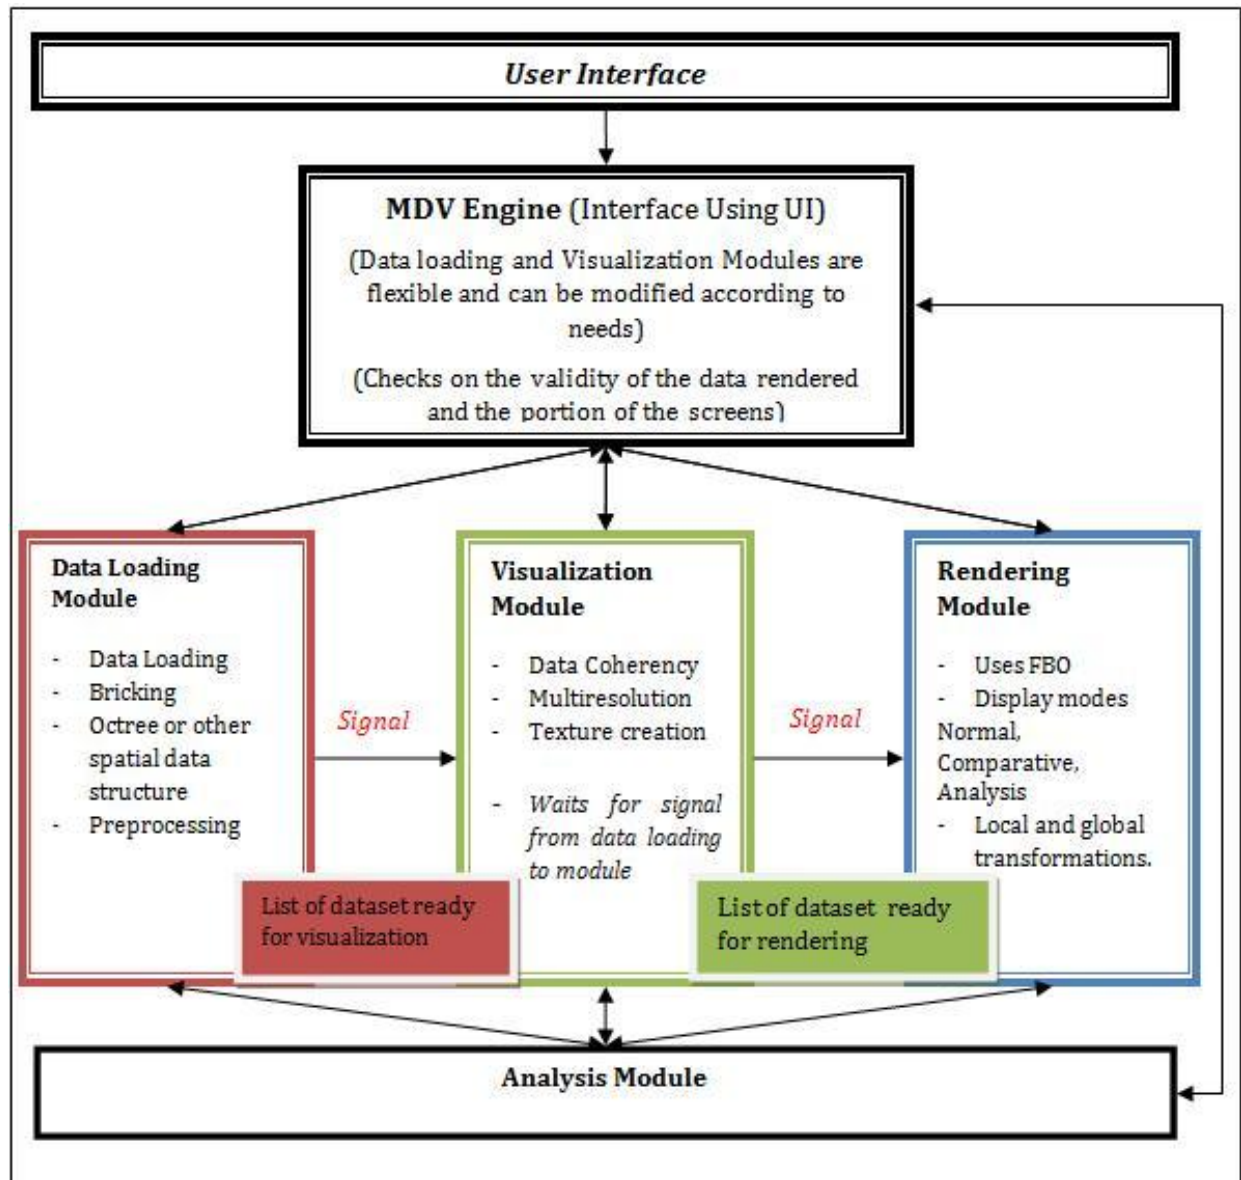 User Interface
MDV Engine (Interface Using UI)
(Data loading and Visualization Modules are
flexible and can be modified according to
needs)
(Checks on the validity of the data rendered
and the portion of the screens)
Data Loading
Module
- Data Loading
- Bricking
- Octree or other
spatial data
structure
- Preprocessing
Signal
List of dataset ready
for visualization
Visualization
Module
- Data Coherency
- Multiresolution
- Texture creation
- Waits for signal
from data loading
to module
Signal
List of dataset ready
for rendering
Rendering
Module
- Uses FBO
- Display modes
Normal,
Comparative,
Analysis
- Local and global
transformations.
Analysis Module